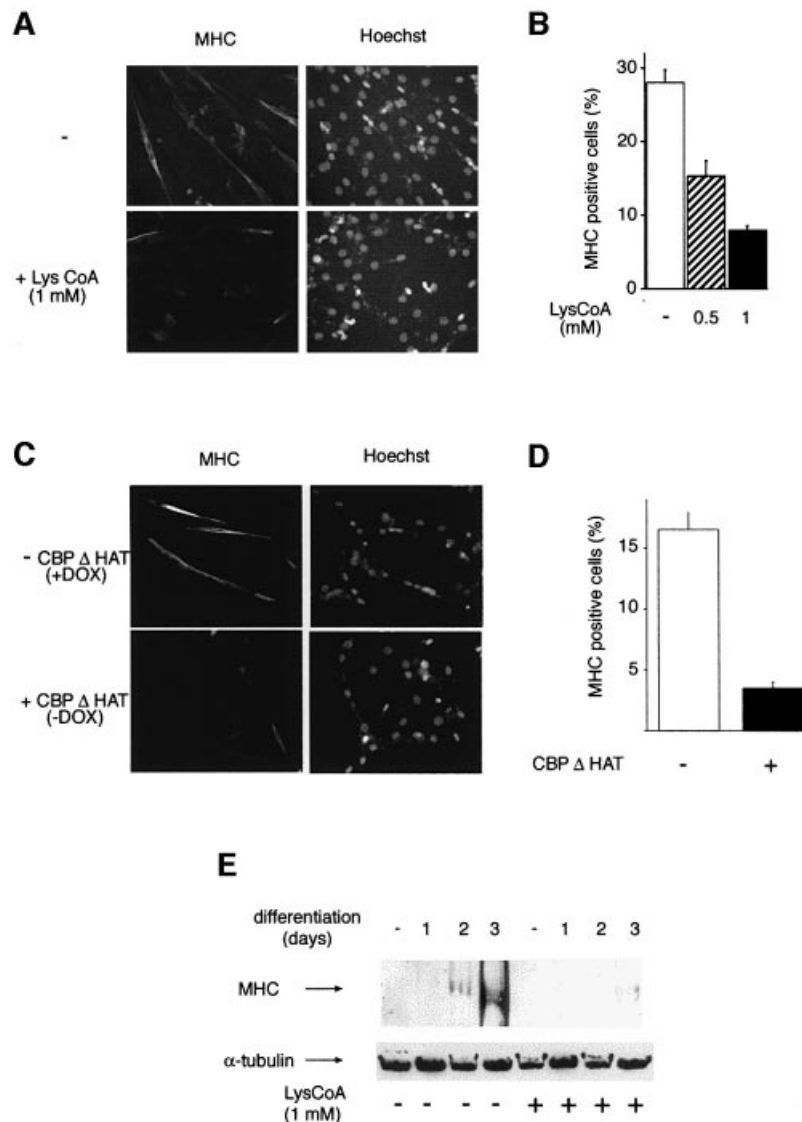 A
MHC Hoechst
-
+ Lys CoA
(1 mM)
B
MHC positive cells (%)
30
20
10
0
LysCoA
(mM)
- 0.5 1
C
MHC Hoechst
- CBP Δ HAT
(+DOX)
+ CBP Δ HAT
(-DOX)
D
MHC positive cells (%)
15
10
5
CBP Δ HAT - +
E
differentiation
(days)
- 1 2 3 - 1 2 3
MHC
α-tubulin
LysCoA
(1 mM)
- - - - + + + +